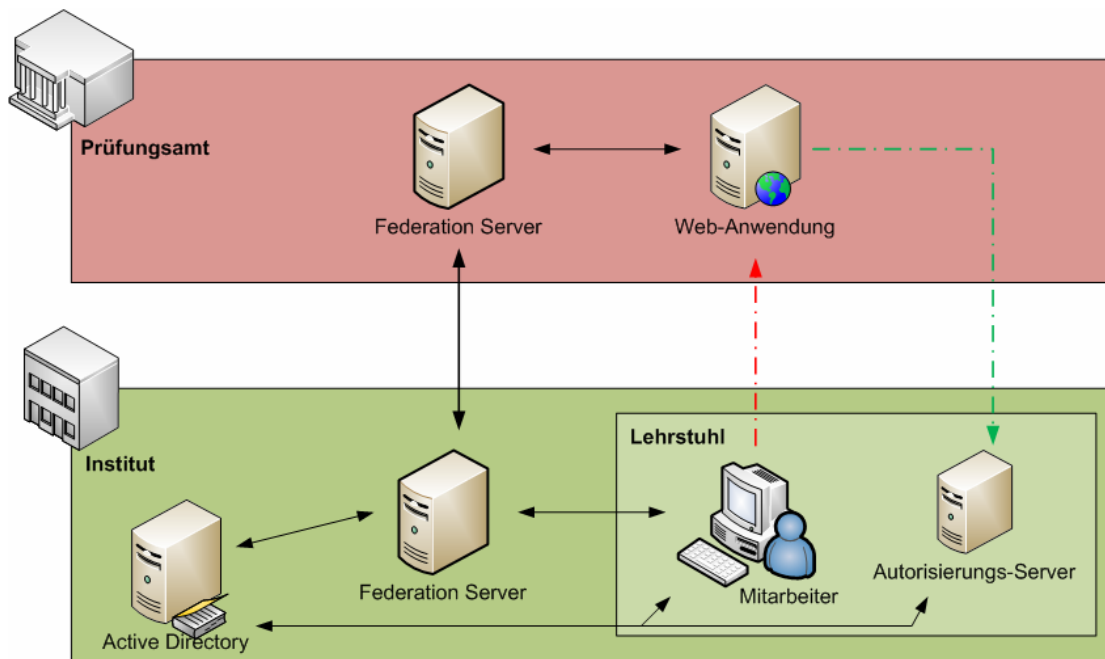 Prüfungsamt
Federation Server
Web-Anwendung
Institut
Lehrstuhl
Federation Server
Mitarbeiter
Autorisierungs-Server
Active Directory